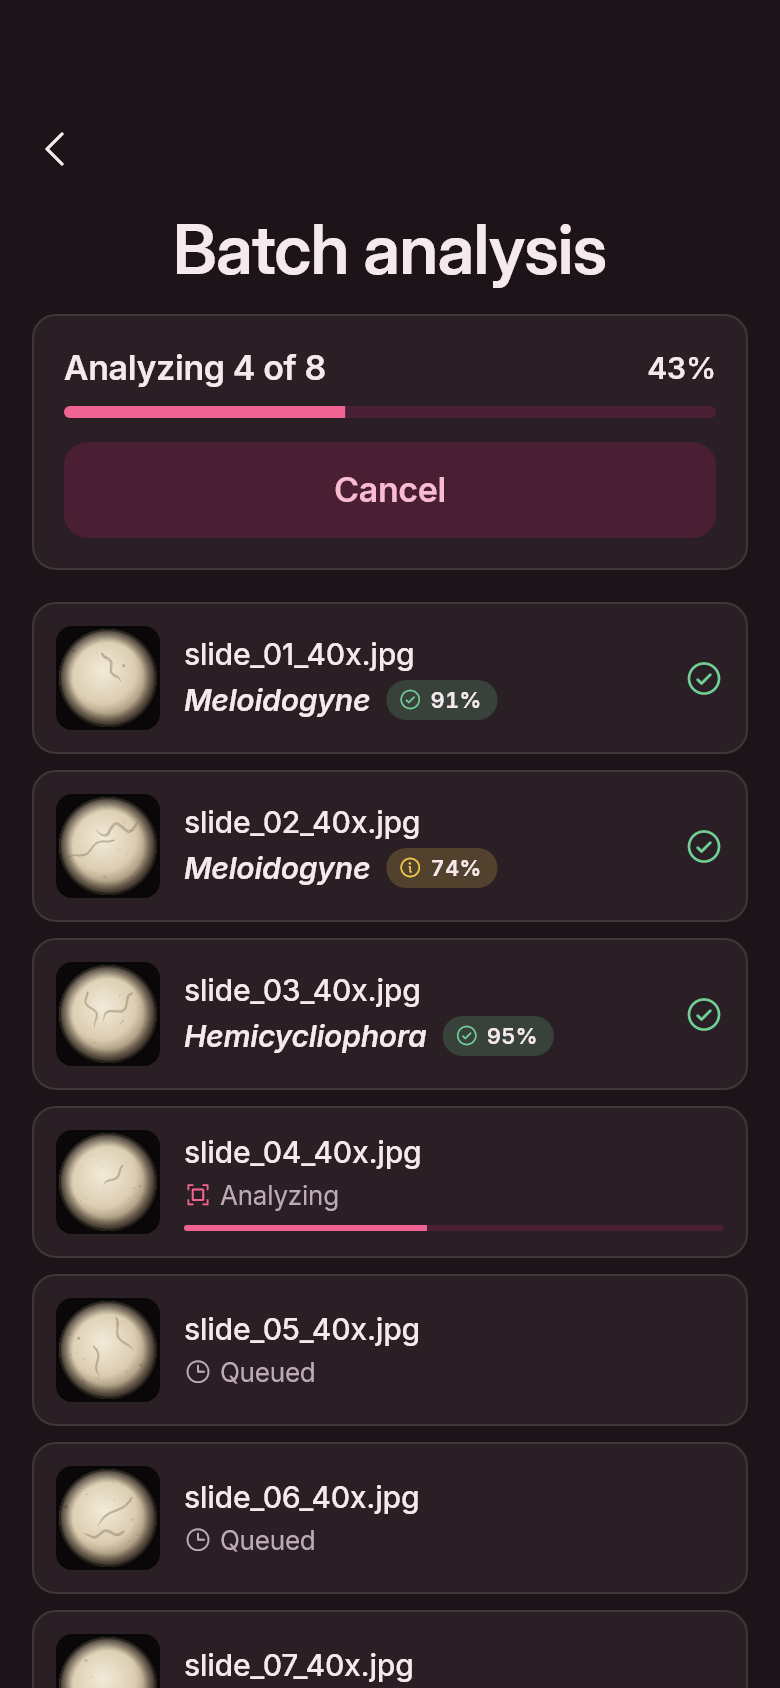 Batch analysis
Analyzing 4 of 8 43%
Cancel
slide_01_40x.jpg
Meloidogyne 91%
slide_02_40x.jpg
Meloidogyne 74%
slide_03_40x.jpg
Hemicycliophora 95%
slide_04_40x.jpg
Analyzing
slide_05_40x.jpg
Queued
slide_06_40x.jpg
Queued
slide_07_40x.jpg